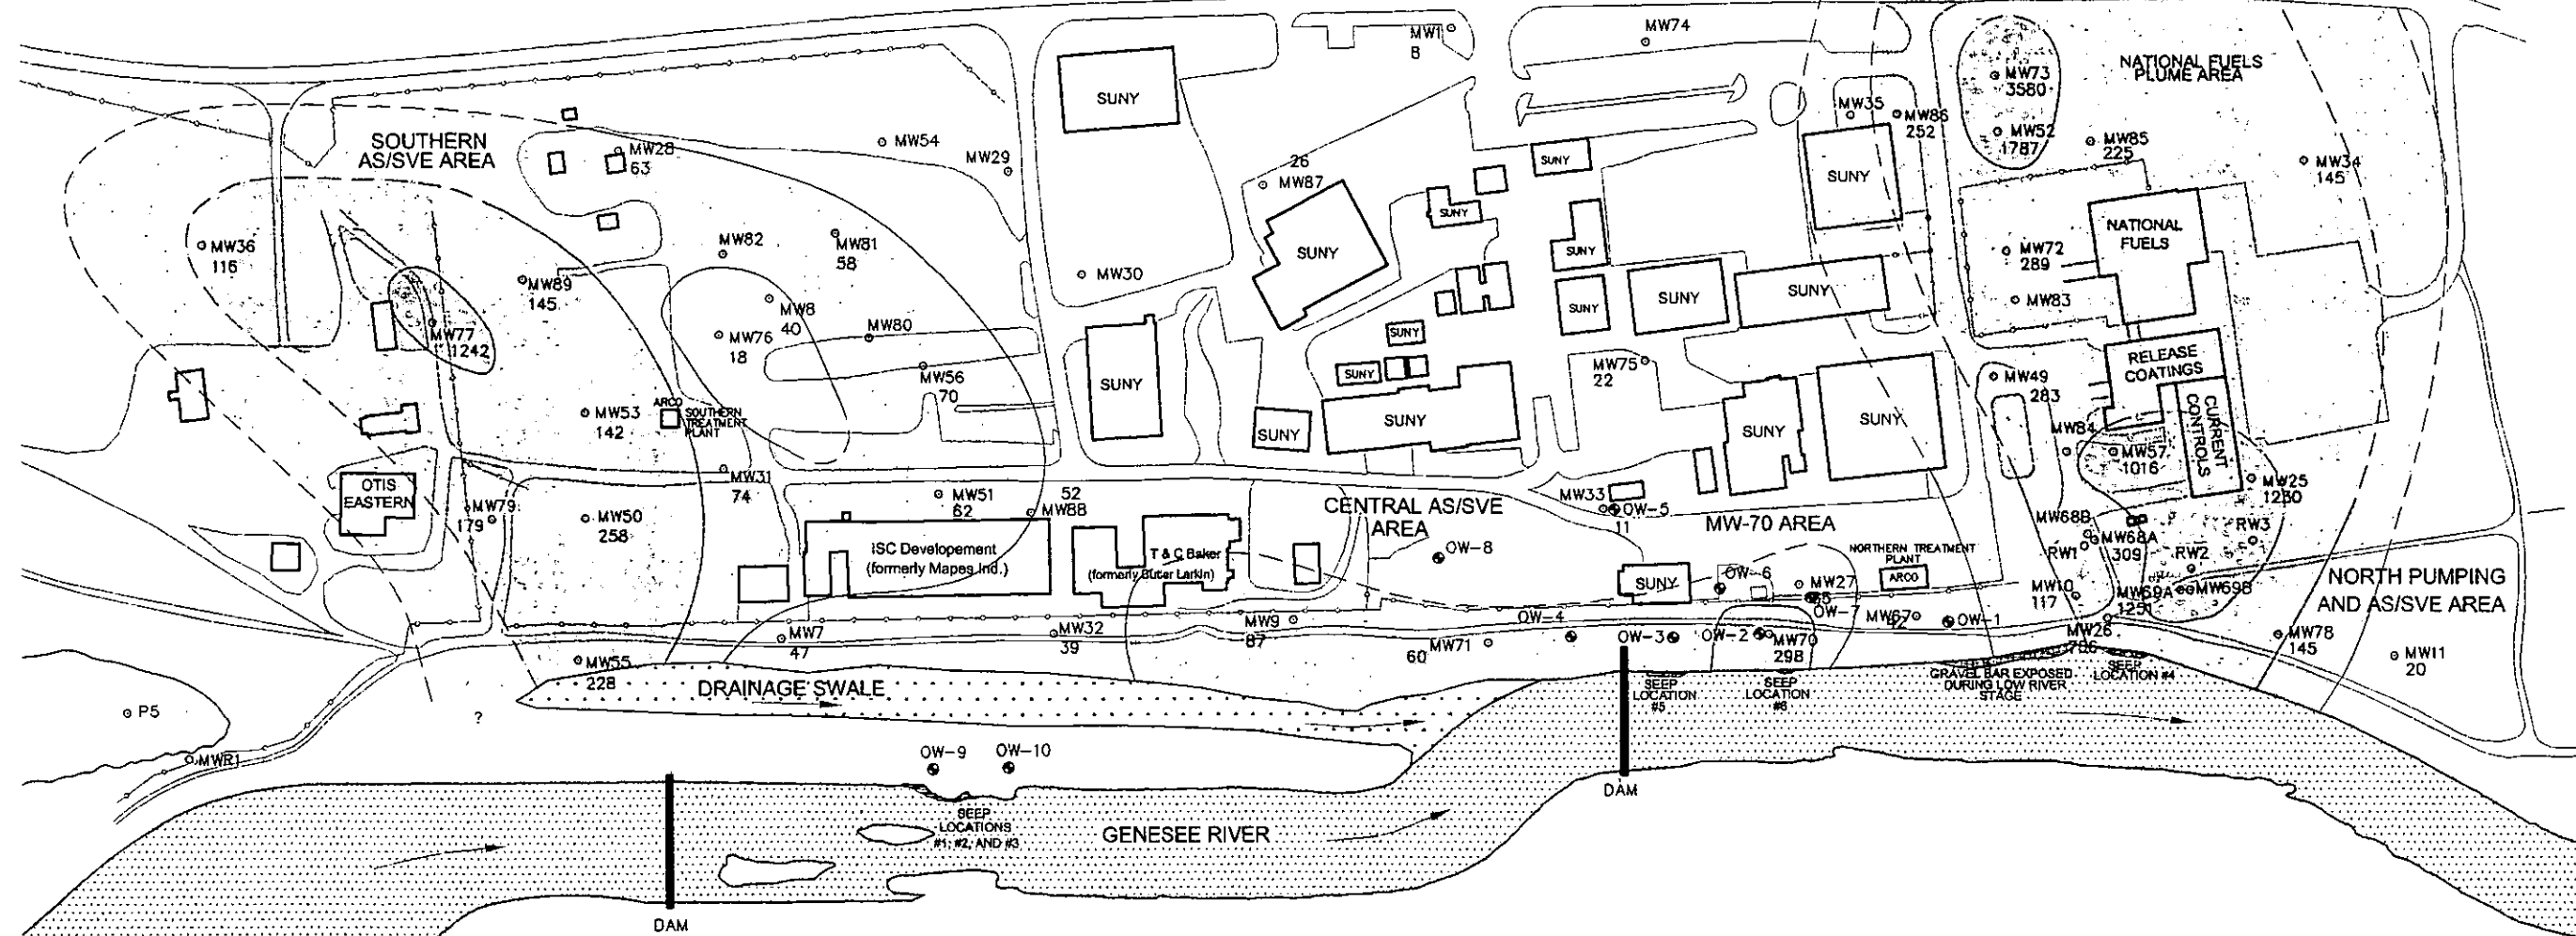 MW1
8
MW74
NATIONAL FUELS
PLUME AREA
MW73
3580
SUNY
MW35
MW86
252
MW52
1787
MW85
225
MW34
145
SOUTHERN
AS/SVE AREA
MW28
63
MW54
MW29
26
MW87
SUNY
SUNY
SUNY
SUNY
NATIONAL
FUELS
MW36
116
MW82
MW81
58
SUNY
SUNY
MW72
289
MW30
MW89
145
MW8
40
SUNY
SUNY
SUNY
MW83
MW77
1242
MW76
18
MW80
SUNY
MW56
70
SUNY
SUNY
MW75
22
RELEASE
COATINGS
MW49
283
CURRENT
CONTROLS
MW53
142
ARCO
SOUTHERN
TREATMENT
PLANT
SUNY
SUNY
SUNY
SUNY
MW84
MW57
1016
MW31
74
OTIS
EASTERN
MW79
179
MW50
258
MW51
62
52
MW88
CENTRAL AS/SVE
AREA
MW33
OW-5
11
MW-70 AREA
MW25
1230
MW68B
MW68A
309
RW1
RW3
RW2
ISC Developement
(formerly Mapes Ind.)
T & C Baker
(formerly Butler Larkin)
OW-8
NORTHERN TREATMENT
PLANT
ARCO
SUNY
OW-6
MW27
OW-7
MW10
117
MW69A
1251
MW69B
NORTH PUMPING
AND AS/SVE AREA
MW7
47
MW32
39
MW9
87
OW-4
MW71
60
OW-3
OW-2
MW70
298
MW67
OW-1
MW26
MW78
145
MW11
20
MW55
228
DRAINAGE SWALE
SEEP
LOCATION
#5
SEEP
LOCATION
#6
GRAVEL BAR EXPOSED
DURING LOW RIVER
STAGE
SEEP
LOCATION #4
P5
?
MWR1
OW-9
OW-10
DAM
SEEP
LOCATIONS
#1, #2, AND #3
GENESEE RIVER
DAM